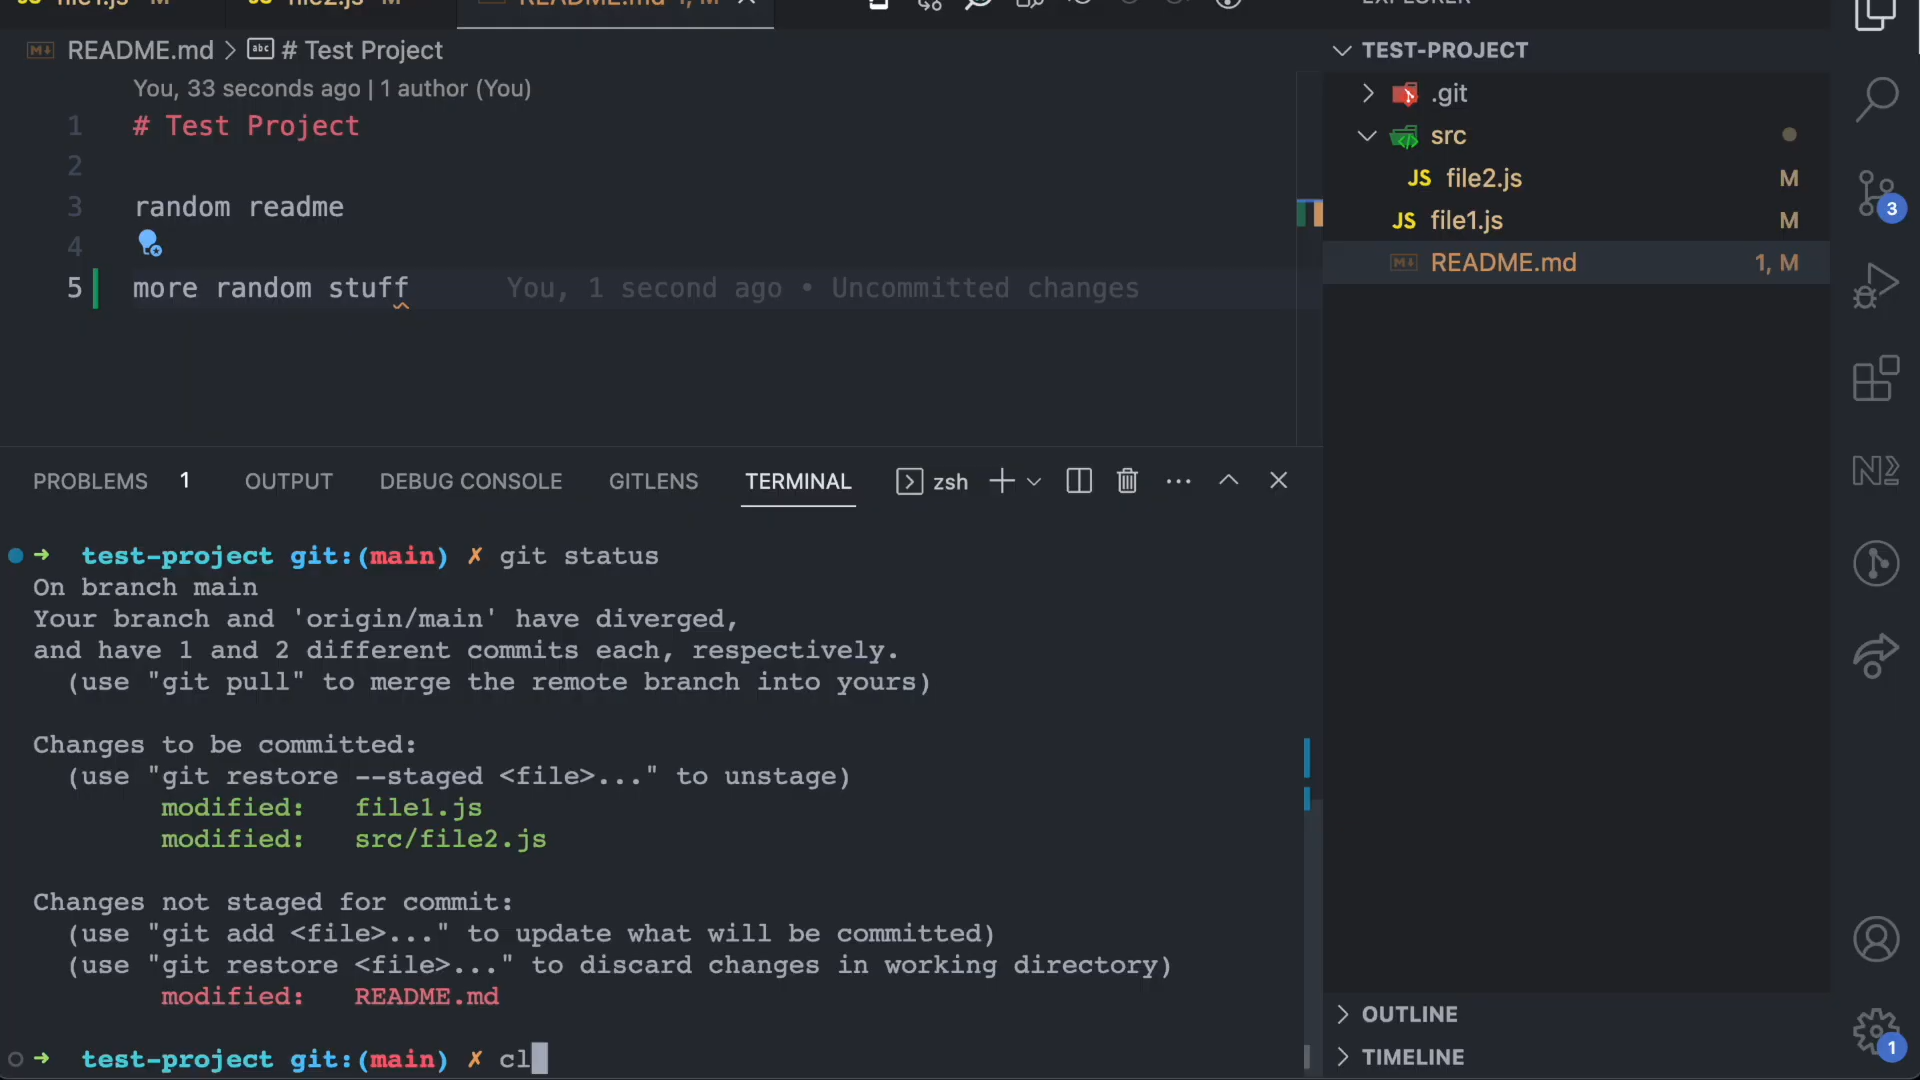 file1.js M
file2.js M
README.md 1, M
EXPLORER
README.md > # Test Project
You, 33 seconds ago | 1 author (You)
1 # Test Project
2
3 random readme
4
5 more random stuff You, 1 second ago • Uncommitted changes
TEST-PROJECT
.git
src
JS file2.js M
JS file1.js M
README.md 1, M
3
PROBLEMS 1 OUTPUT DEBUG CONSOLE GITLENS TERMINAL zsh
➜ test-project git:(main) ✗ git status
On branch main
Your branch and 'origin/main' have diverged,
and have 1 and 2 different commits each, respectively.
(use "git pull" to merge the remote branch into yours)
Changes to be committed:
(use "git restore --staged <file>..." to unstage)
modified: file1.js
modified: src/file2.js
Changes not staged for commit:
(use "git add <file>..." to update what will be committed)
(use "git restore <file>..." to discard changes in working directory)
modified: README.md
➜ test-project git:(main) ✗ cl
OUTLINE
TIMELINE
1